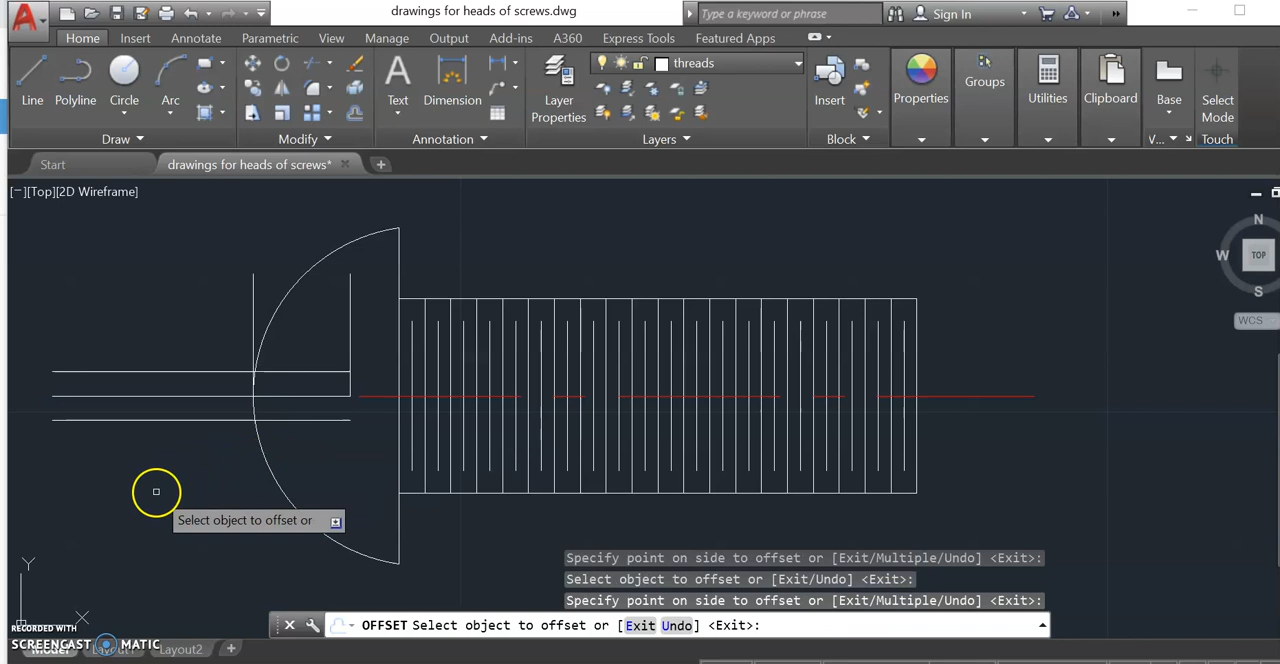 drawings for heads of screws.dwg
Type a keyword or phrase
Sign In
Home Insert Annotate Parametric View Manage Output Add-ins A360 Express Tools Featured Apps
threads
Line Polyline Circle Arc
Text Dimension
Layer
Properties
Insert
Properties
Groups
Utilities
Clipboard
Base
Select
Mode
Draw Modify Annotation Layers Block V... Touch
Start drawings for heads of screws*
[−][Top][2D Wireframe]
N
W TOP
S
WCS
Select object to offset or
Specify point on side to offset or [Exit/Multiple/Undo] <Exit>:
Select object to offset or [Exit/Undo] <Exit>:
Specify point on side to offset or [Exit/Multiple/Undo] <Exit>:
OFFSET Select object to offset or [Exit Undo] <Exit>:
Y
X
RECORDED WITH
SCREENCAST MATIC
Model Layout1 Layout2